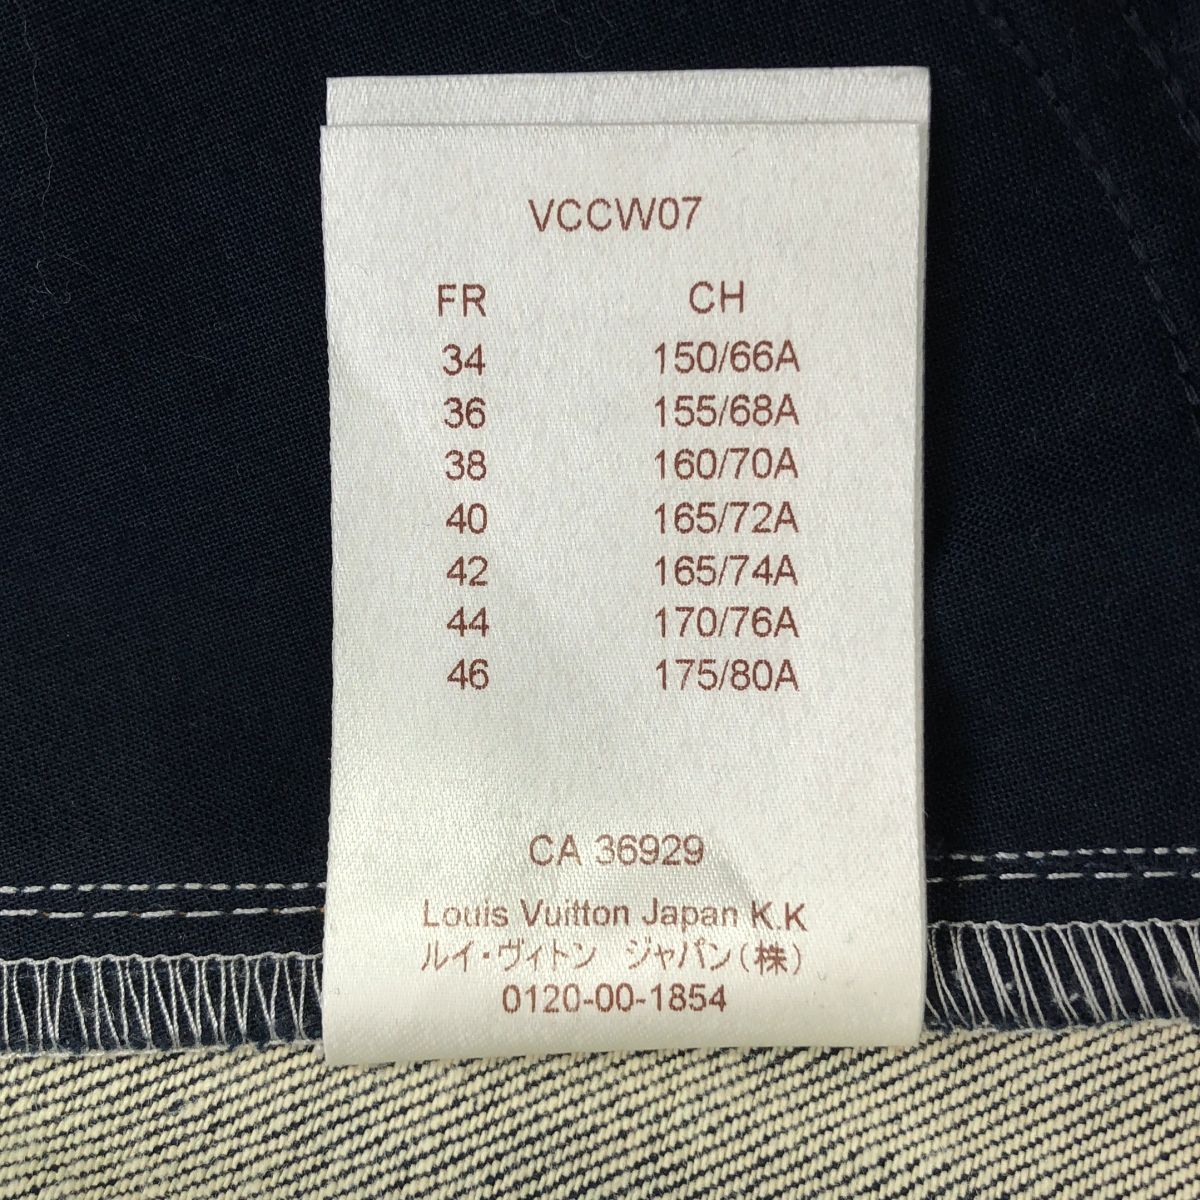 VCCW07
FR CH
34 150/66A
36 155/68A
38 160/70A
40 165/72A
42 165/74A
44 170/76A
46 175/80A
CA 36929
Louis Vuitton Japan K.K
ルイ・ヴィトン ジャパン(株)
0120-00-1854